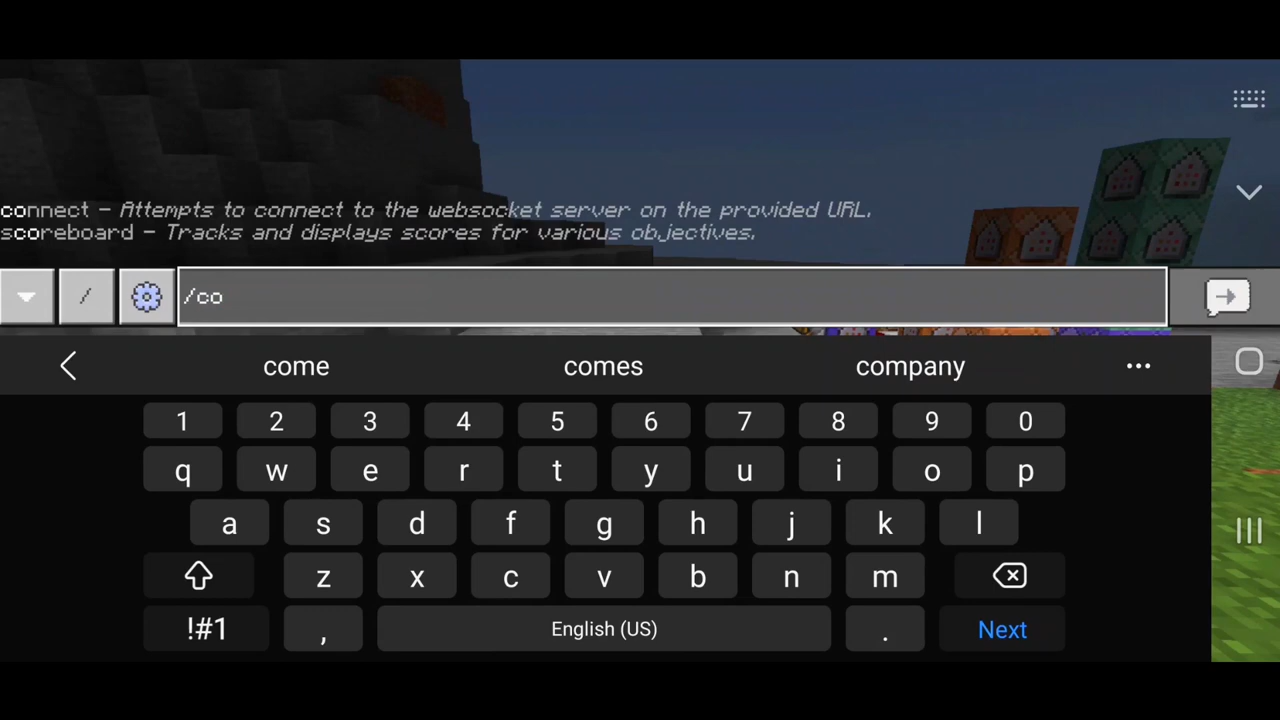 connect – Attempts to connect to the websocket server on the provided URL.
scoreboard – Tracks and displays scores for various objectives.
/ /co
come comes company ...
1 2 3 4 5 6 7 8 9 0
q w e r t y u i o p
a s d f g h j k l
z x c v b n m
!#1 , English (US) . Next